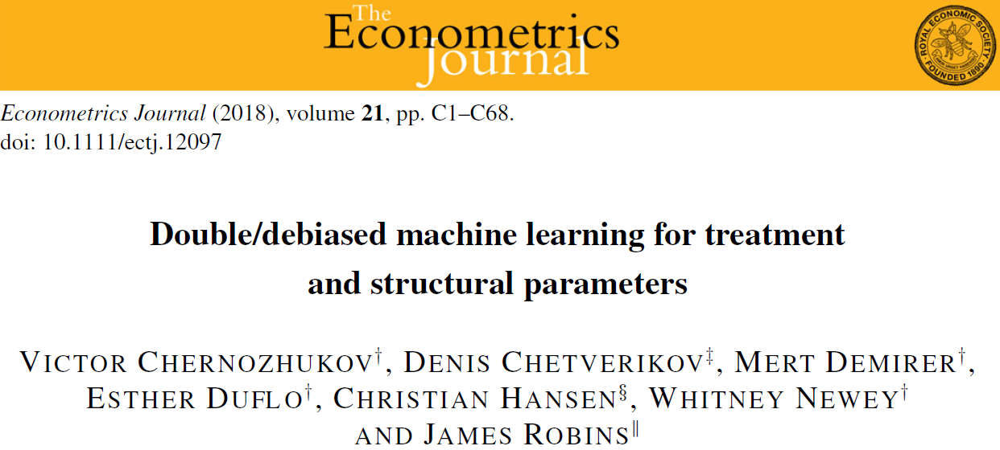 The
Econometrics
Journal
ROYAL ECONOMIC SOCIETY
FOUNDED 1890
Econometrics Journal (2018), volume 21, pp. C1–C68.
doi: 10.1111/ectj.12097
Double/debiased machine learning for treatment
and structural parameters
VICTOR CHERNOZHUKOV†, DENIS CHETVERIKOV‡, MERT DEMIRER†,
ESTHER DUFLO†, CHRISTIAN HANSEN§, WHITNEY NEWEY†
AND JAMES ROBINS‖